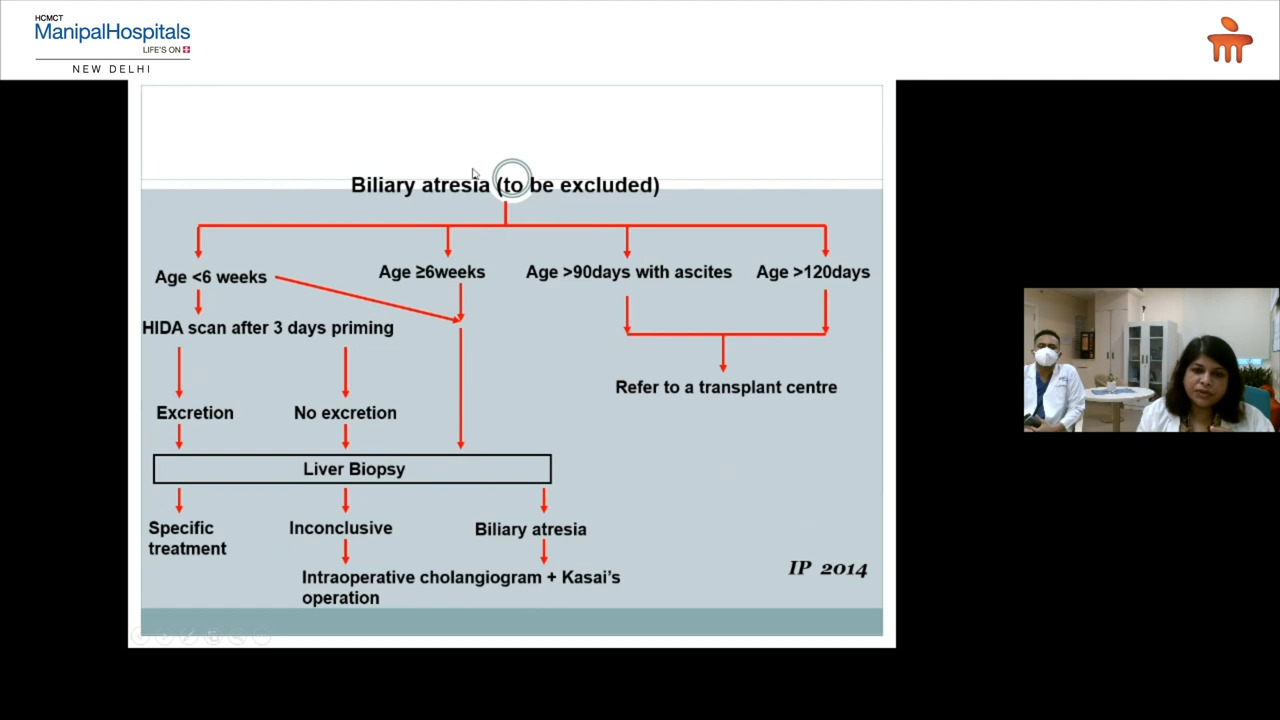 HCMCT
ManipalHospitals
LIFE'S ON
NEW DELHI
Biliary atresia (to be excluded)
Age <6 weeks
Age ≥6weeks
Age >90days with ascites
Age >120days
HIDA scan after 3 days priming
Refer to a transplant centre
Excretion
No excretion
Liver Biopsy
Specific
treatment
Inconclusive
Biliary atresia
Intraoperative cholangiogram + Kasai's
operation
IP 2014